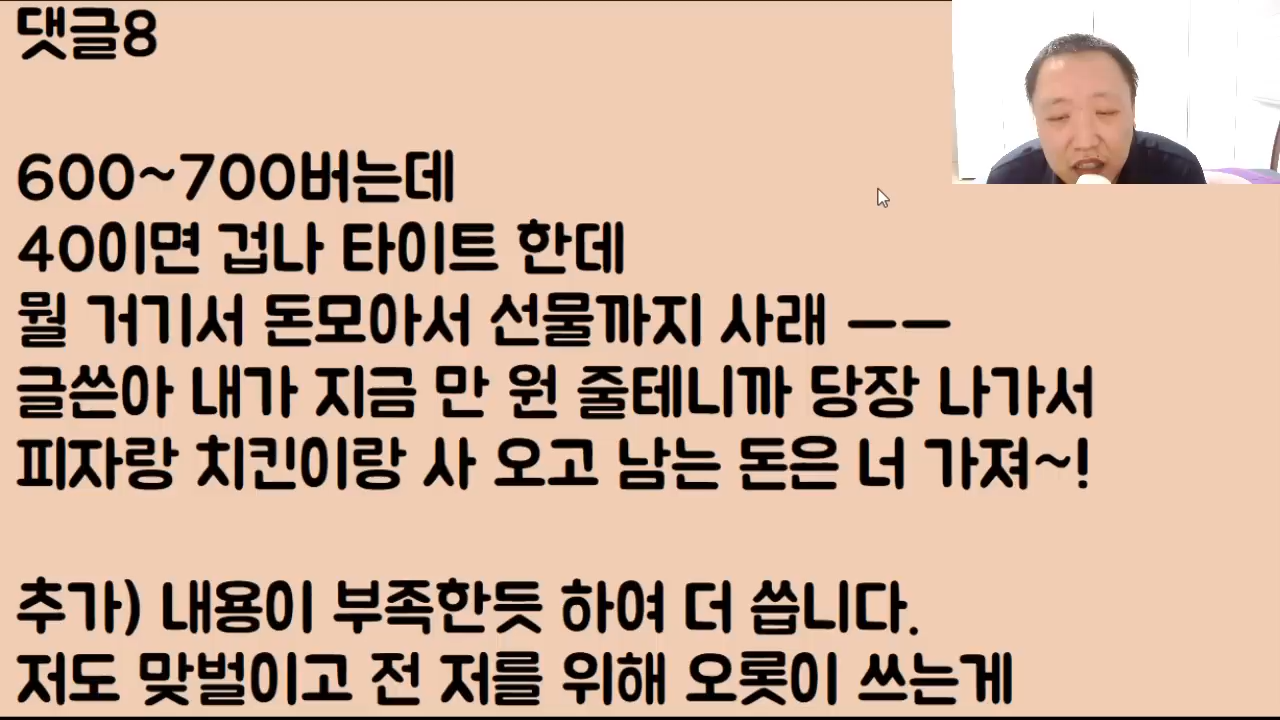 댓글8
600~700버는데
40이면 겁나 타이트 한데
뭘 거기서 돈모아서 선물까지 사래 ㅡㅡ
글쓴아 내가 지금 만 원 줄테니까 당장 나가서
피자랑 치킨이랑 사 오고 남는 돈은 너 가져~!
추가) 내용이 부족한듯 하여 더 씁니다.
저도 맞벌이고 전 저를 위해 오롯이 쓰는게